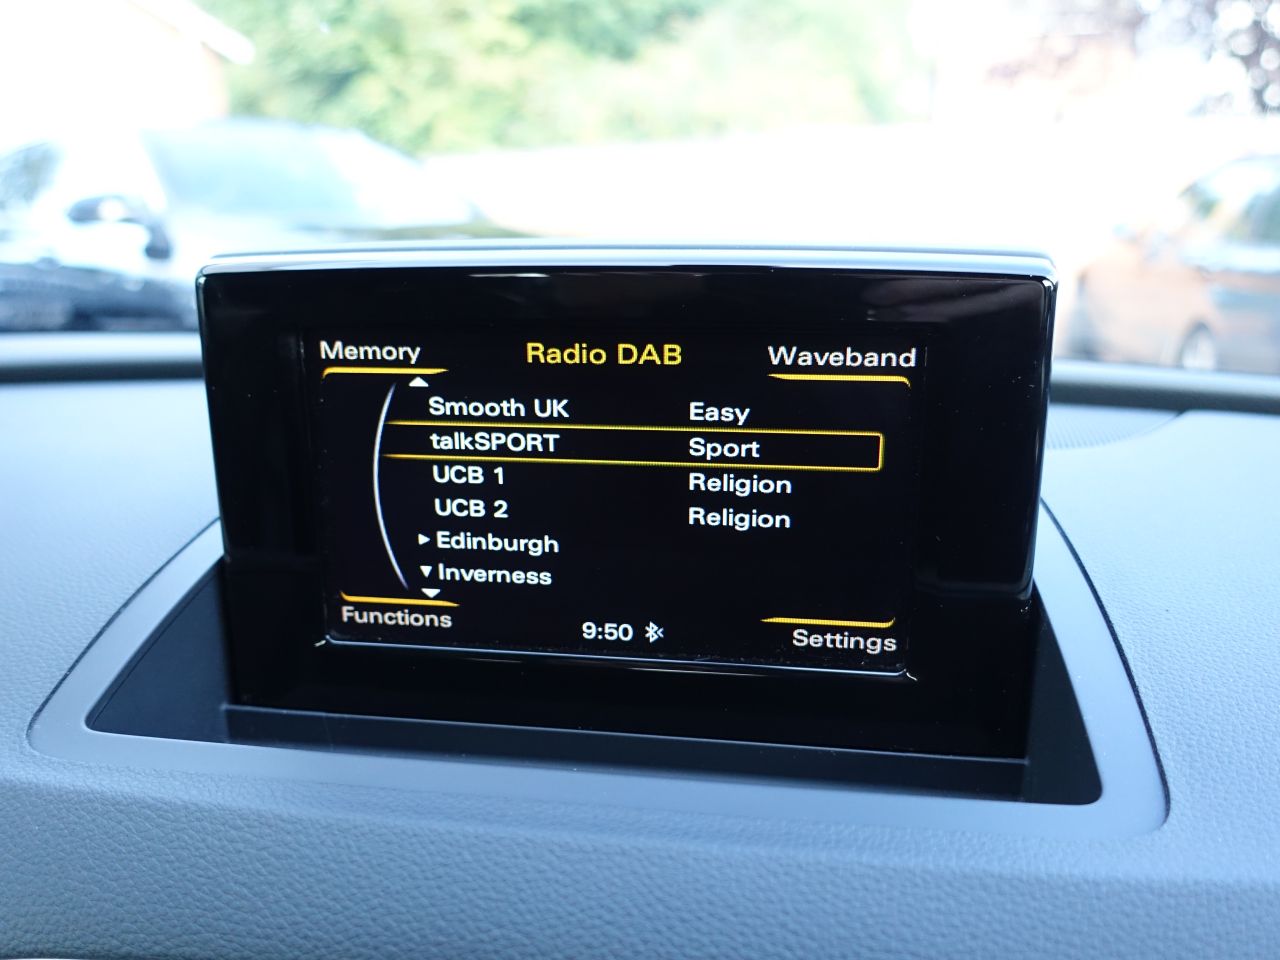 Memory Radio DAB Waveband
Smooth UK Easy
talkSPORT Sport
UCB 1 Religion
UCB 2 Religion
Edinburgh
Inverness
Functions 9:50 Settings